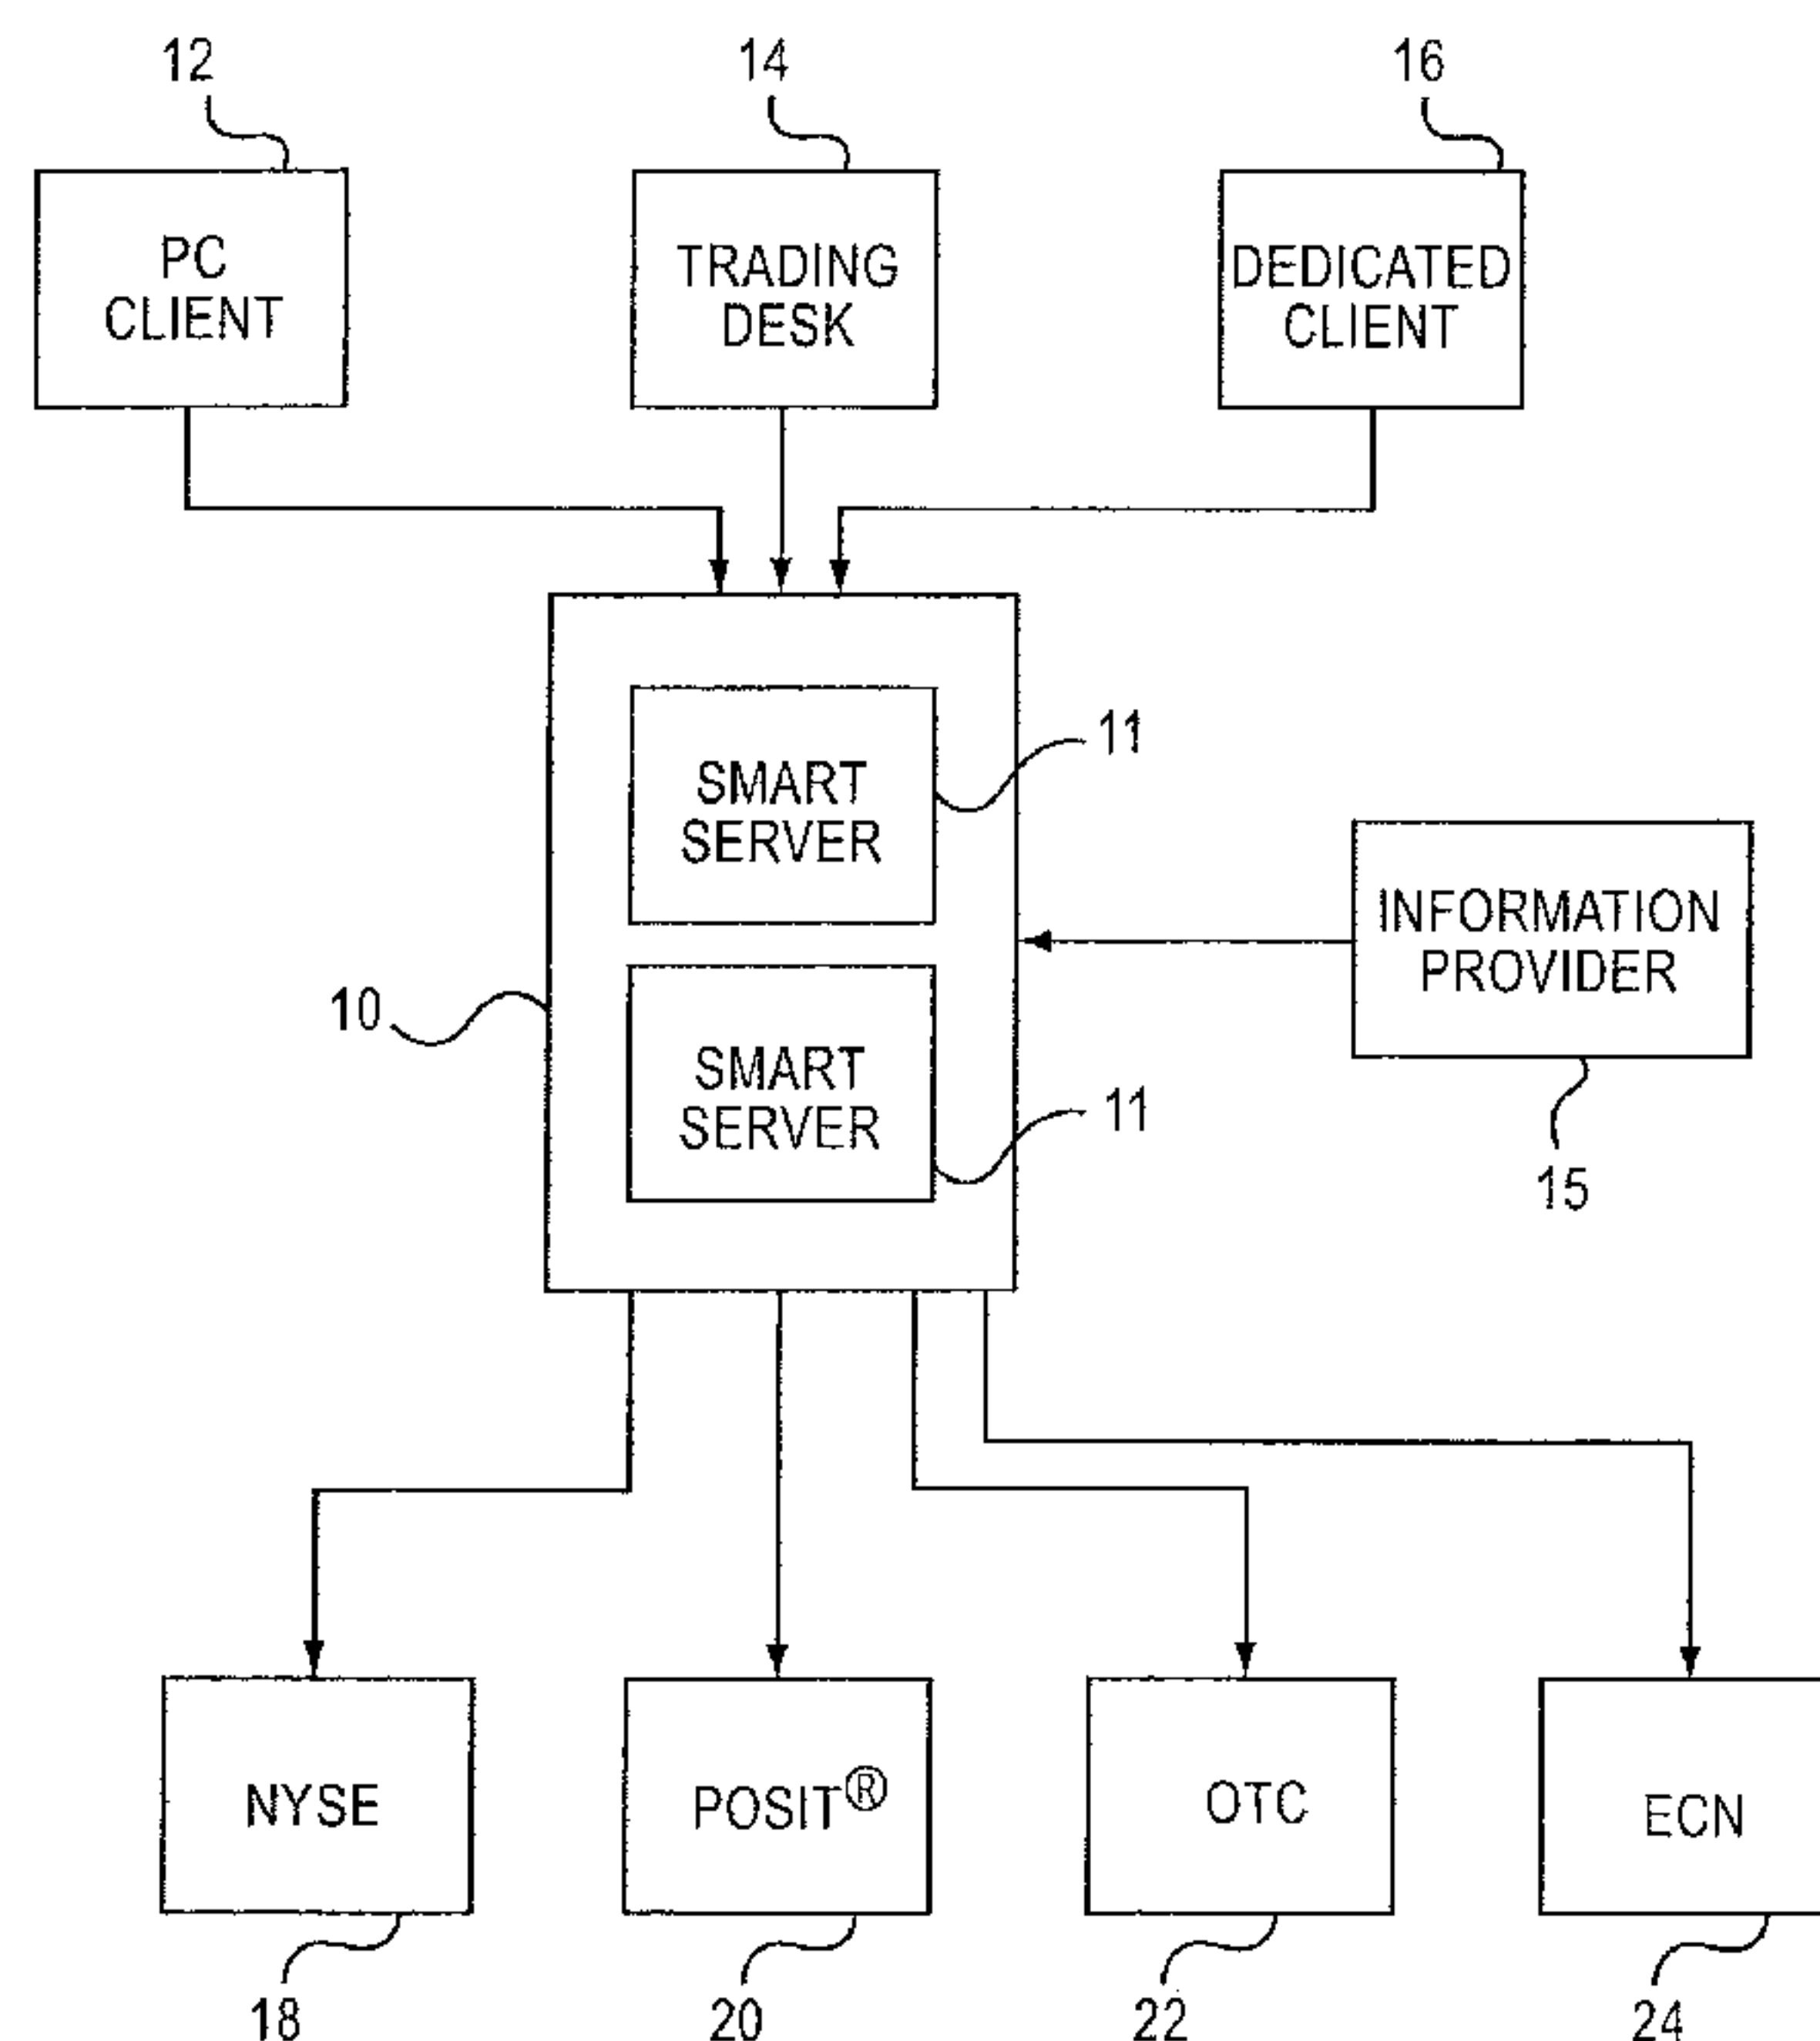 12
14
16
PC
CLIENT
TRADING
DESK
DEDICATED
CLIENT
SMART
SERVER
11
INFORMATION
PROVIDER
10
SMART
SERVER
11
15
NYSE
POSIT®
OTC
ECN
18
20
22
24